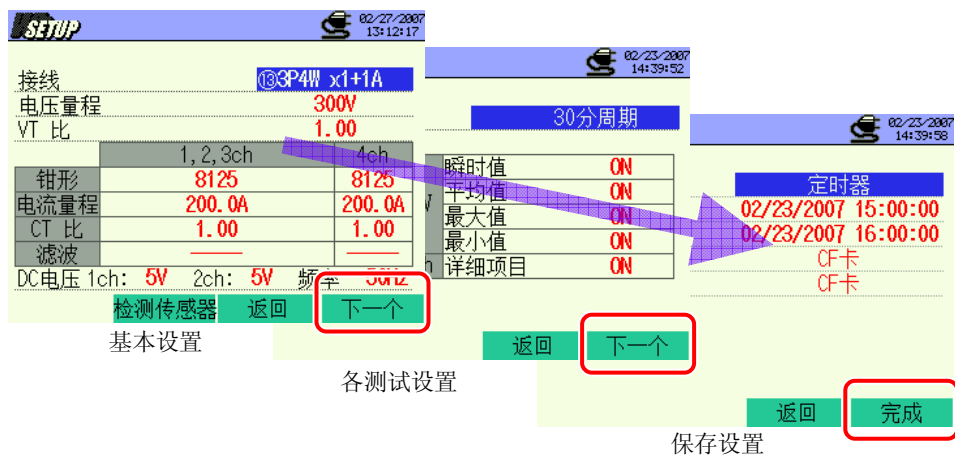 SETUP
02/27/2007
13:12:17
接线 ⑬3P4W x1+1A
电压量程 300V
VT 比 1.00
1,2,3ch 4ch
钳形 8125 8125
电流量程 200.0A 200.0A
CT 比 1.00 1.00
滤波 —— ——
DC电压 1ch: 5V 2ch: 5V 频率 50Hz
检测传感器 返回 下一个
基本设置
02/23/2007
14:39:52
30分周期
瞬时值 ON
平均值 ON
最大值 ON
最小值 ON
详细项目 ON
返回 下一个
各测试设置
02/23/2007
14:39:58
定时器
02/23/2007 15:00:00
02/23/2007 16:00:00
CF卡
CF卡
返回 完成
保存设置